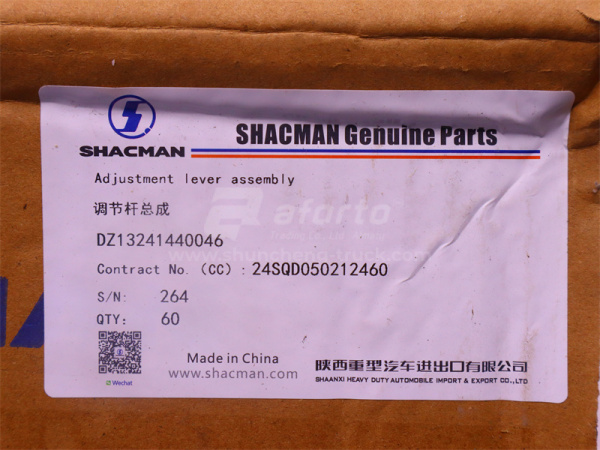 SHACMAN
SHACMAN Genuine Parts
Adjustment lever assembly
调节杆总成
aforto
DZ13241440046
Contract No. (CC): 24SQD050212460
S/N: 264
QTY: 60
Wechat
Made in China
www.shacman.com
陕西重型汽车进出口有限公司
SHAANXI HEAVY DUTY AUTOMOBILE IMPORT & EXPORT CO.,LTD